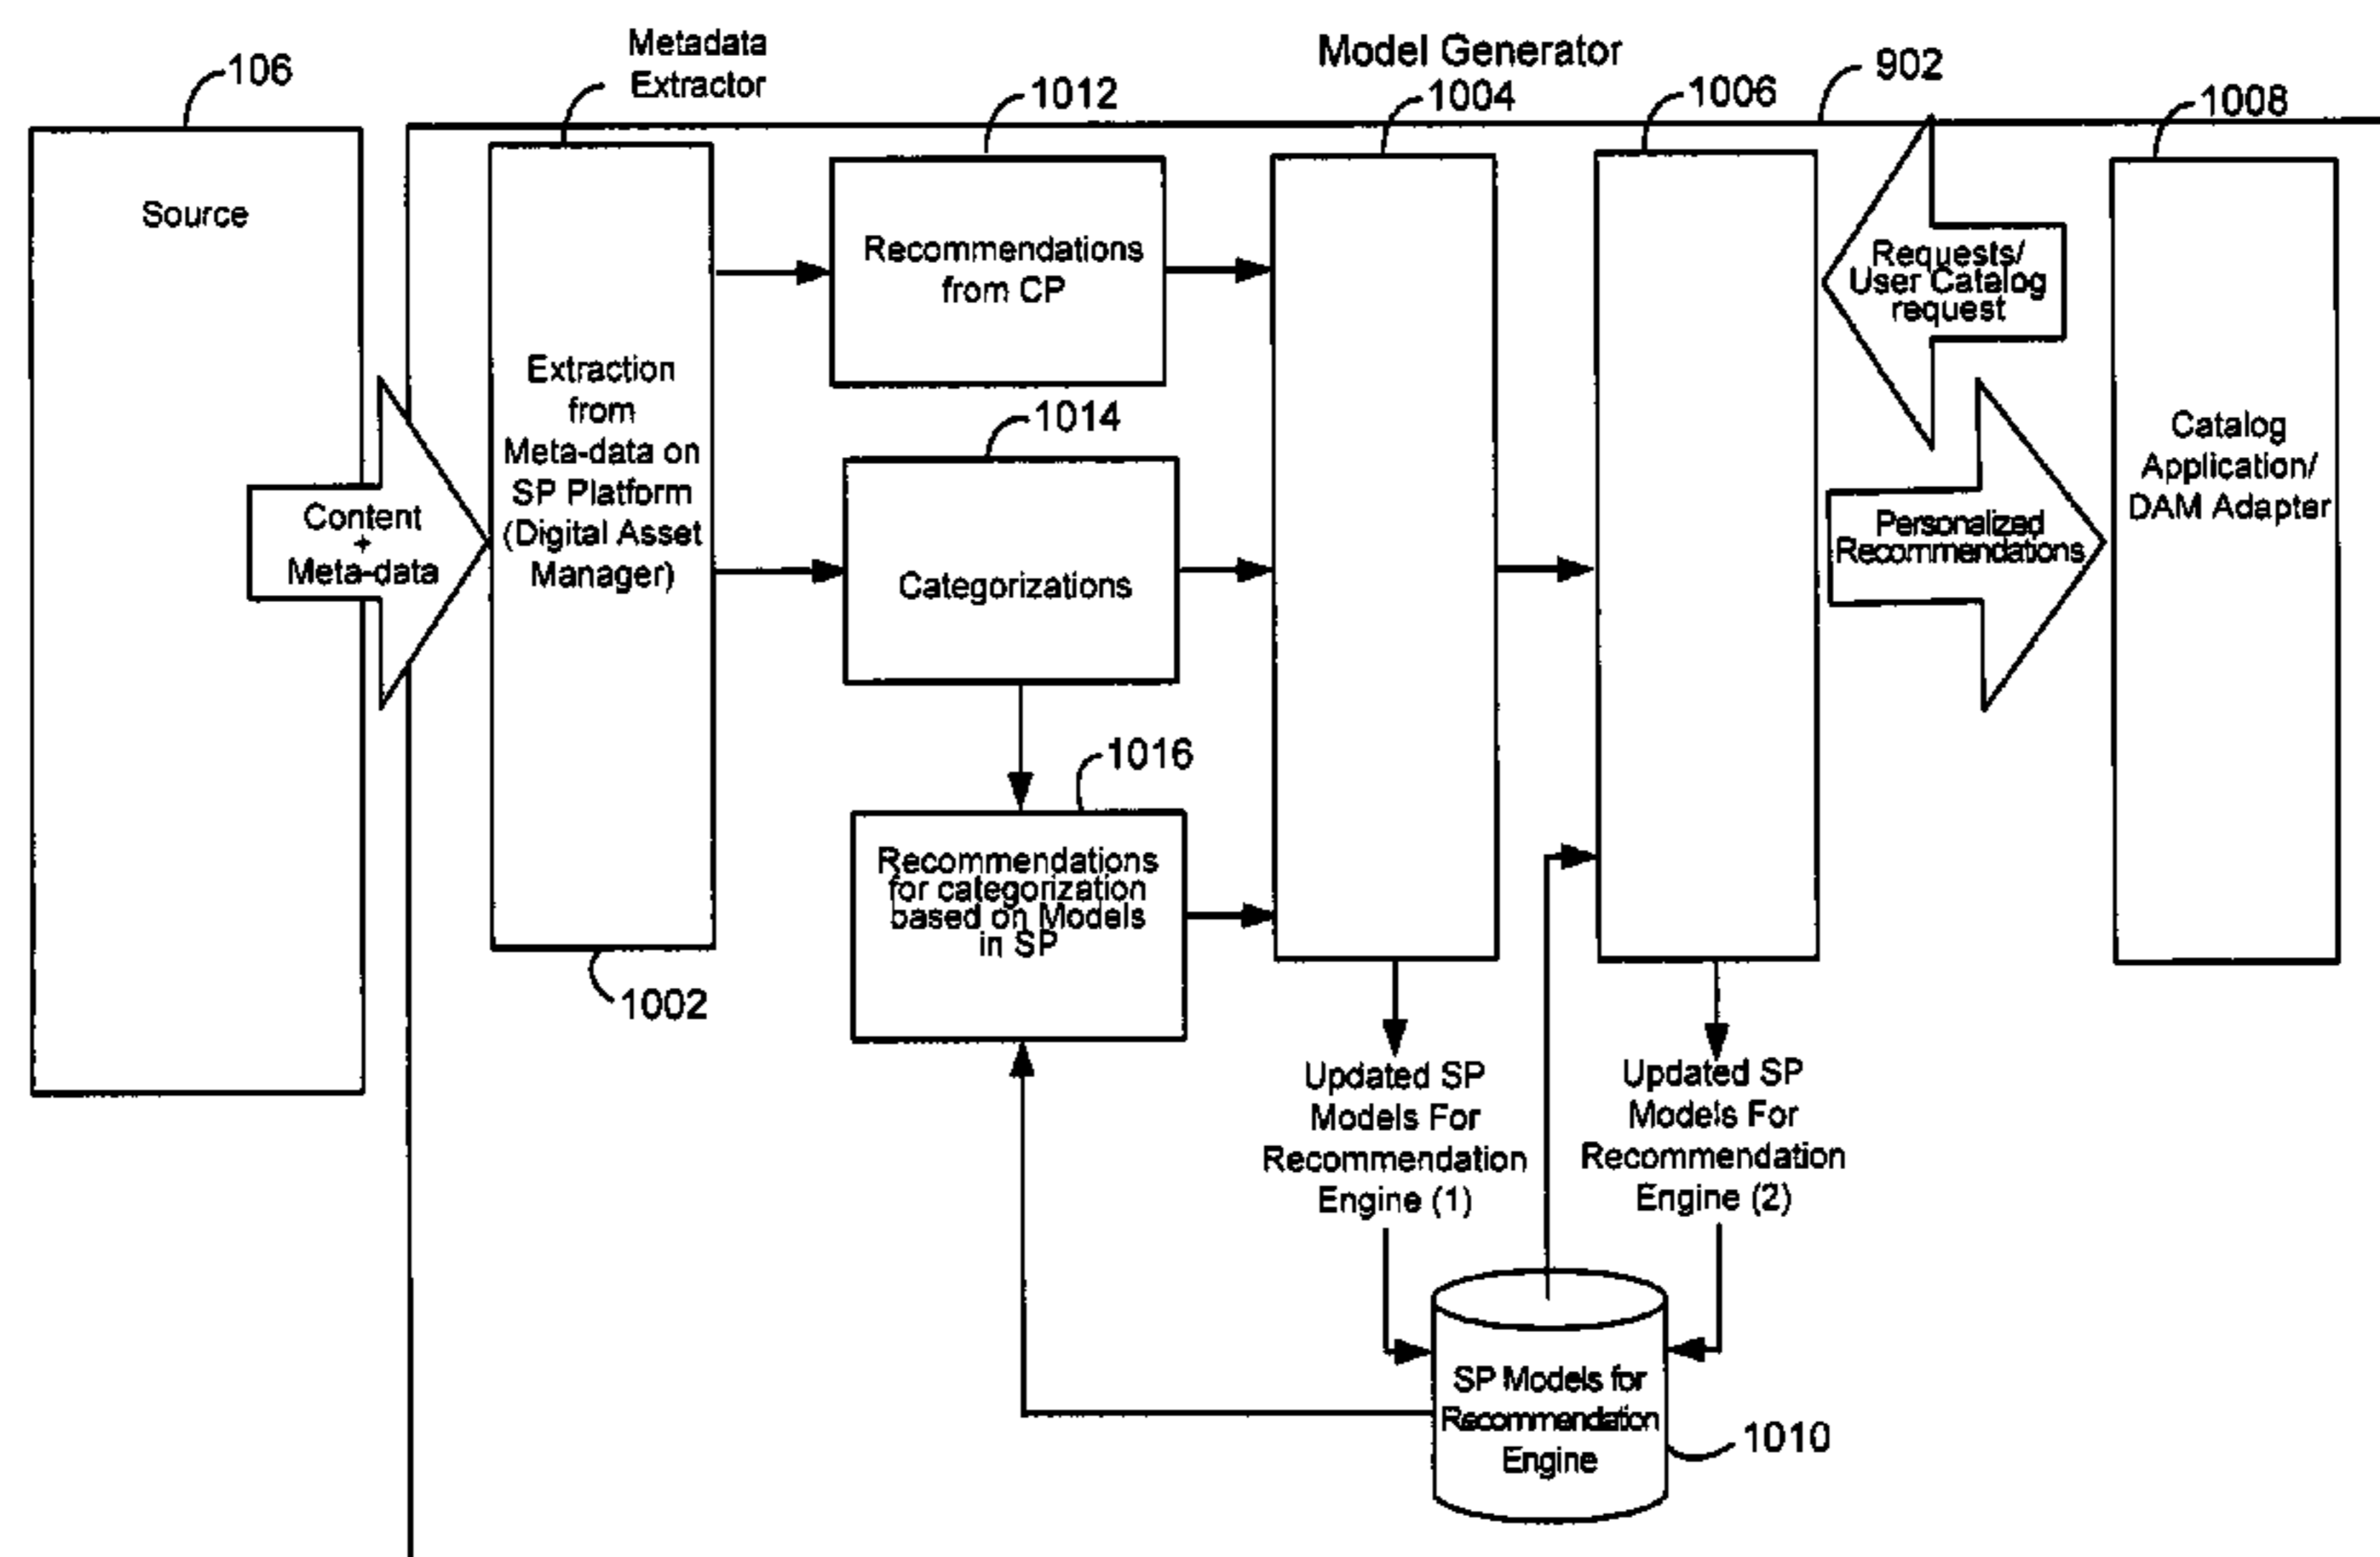 106
Metadata
Extractor
1012
Model Generator
1004
1006
902
1008
Source
Content
+
Meta-data
Extraction
from
Meta-data on
SP Platform
(Digital Asset
Manager)
1002
Recommendations
from CP
1014
Categorizations
1016
Recommendations
for categorization
based on Models
in SP
Requests/
User Catalog
request
Personalized
Recommendations
Catalog
Application/
DAM Adapter
Updated SP
Models For
Recommendation
Engine (1)
Updated SP
Models For
Recommendation
Engine (2)
SP Models for
Recommendation
Engine
1010